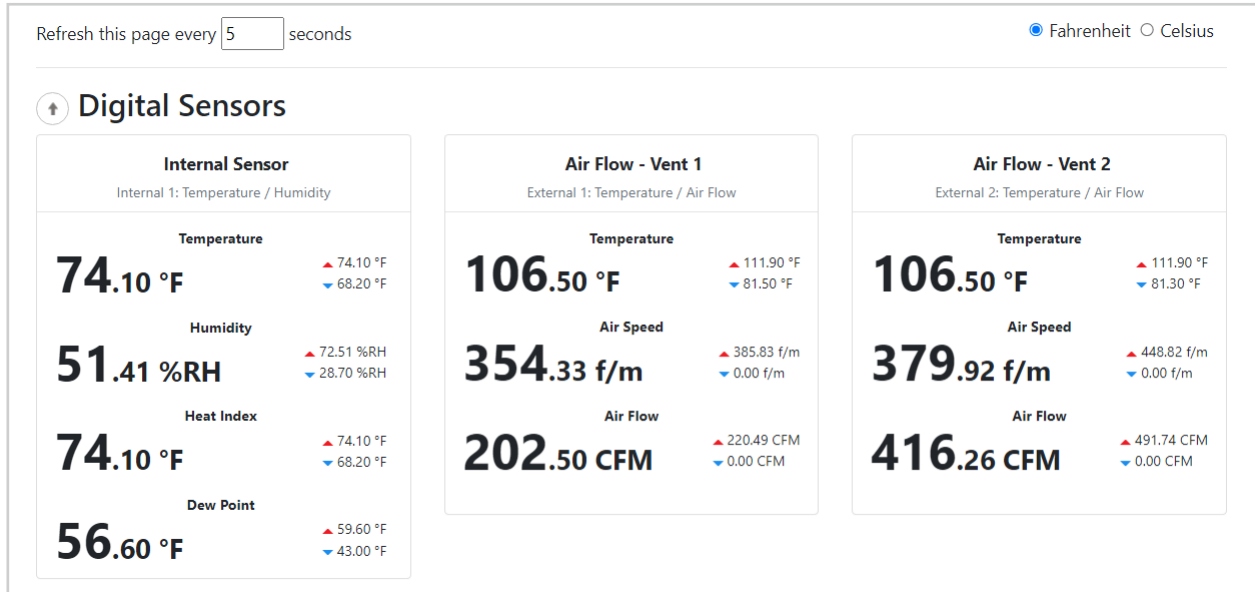 Refresh this page every 5 seconds
Fahrenheit Celsius
Digital Sensors
Internal Sensor
Internal 1: Temperature / Humidity
Temperature
74.10 °F
74.10 °F
68.20 °F
Humidity
51.41 %RH
72.51 %RH
28.70 %RH
Heat Index
74.10 °F
74.10 °F
68.20 °F
Dew Point
56.60 °F
59.60 °F
43.00 °F
Air Flow - Vent 1
External 1: Temperature / Air Flow
Temperature
106.50 °F
111.90 °F
81.50 °F
Air Speed
354.33 f/m
385.83 f/m
0.00 f/m
Air Flow
202.50 CFM
220.49 CFM
0.00 CFM
Air Flow - Vent 2
External 2: Temperature / Air Flow
Temperature
106.50 °F
111.90 °F
81.30 °F
Air Speed
379.92 f/m
448.82 f/m
0.00 f/m
Air Flow
416.26 CFM
491.74 CFM
0.00 CFM